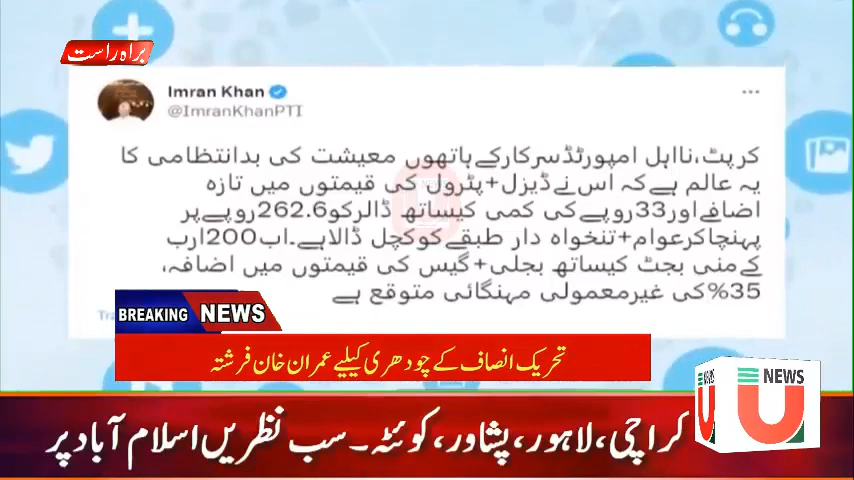 براہ راست
Imran Khan
@ImranKhanPTI
کرپٹ،نااہل امپورٹڈسرکارکےہاتھوں معیشت کی بدانتظامی کا
یہ عالم ہےکہ اس نےڈیزل+پٹرول کی قیمتوں میں تازہ
اضافےاور33روپےکی کمی کیساتھ ڈالرکو262.6روپےپر
پہنچاکرعوام+تنخواہ دار طبقےکوکچل ڈالاہے۔اب200ارب
کےمنی بجٹ کیساتھ بجلی+گیس کی قیمتوں میں اضافہ،
35%کی غیرمعمولی مہنگائی متوقع ہے
BREAKING NEWS
تحریک انصاف کے چودھری کیلیے عمران خان فرشتہ
U NEWS
کراچی،لاہور،پشاور،کوئٹہ۔سب نظریں اسلام آباد پر